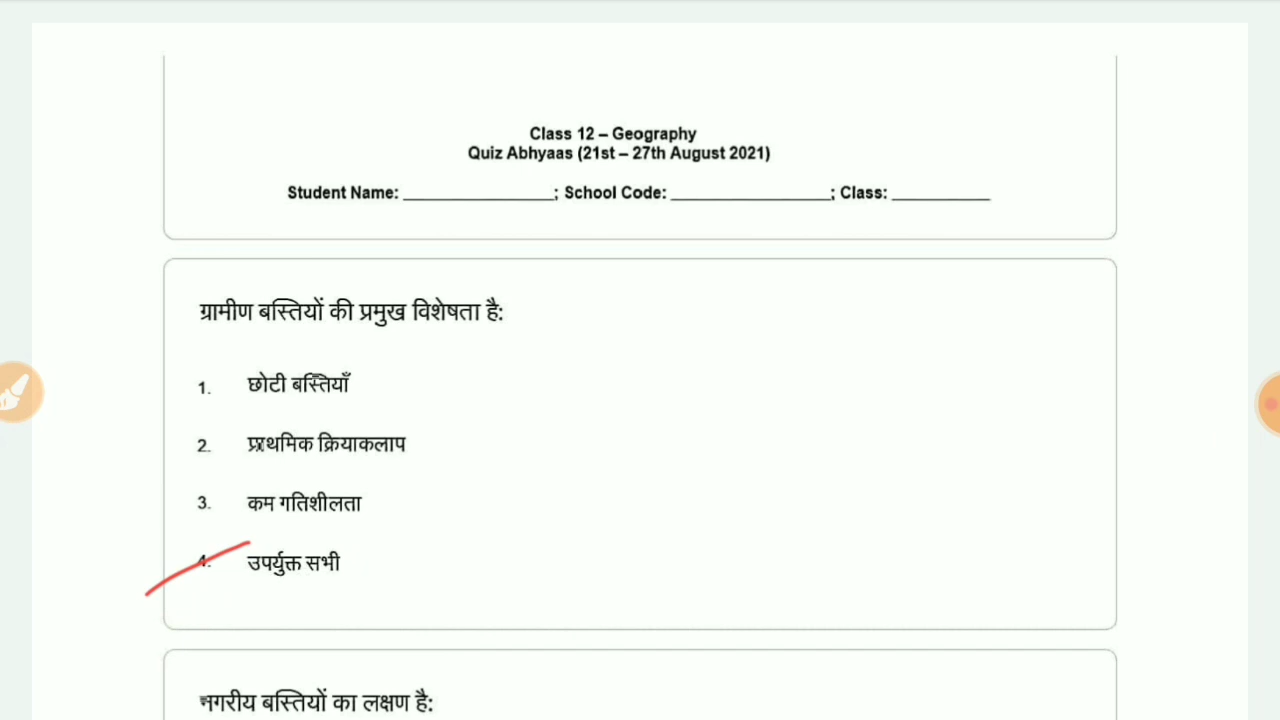 Class 12 – Geography
Quiz Abhyaas (21st – 27th August 2021)
Student Name: _________________; School Code: __________________; Class: ___________
ग्रामीण बस्तियों की प्रमुख विशेषता है:
1. छोटी बस्तियाँ
2. प्राथमिक क्रियाकलाप
3. कम गतिशीलता
4. उपर्युक्त सभी
नगरीय बस्तियों का लक्षण है: